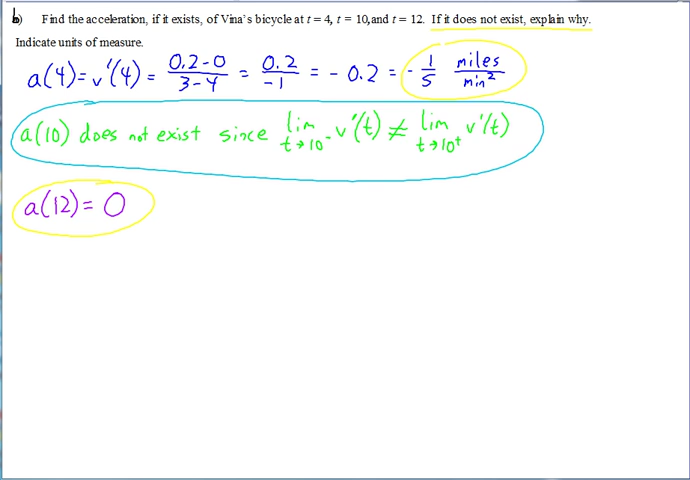 b) Find the acceleration, if it exists, of Vina's bicycle at t = 4, t = 10,and t = 12. If it does not exist, explain why.
Indicate units of measure.
a(4)= v'(4) = (0.2-0)/(3-4) = 0.2/-1 = -0.2 = -1/5 miles/min²
a(10) does not exist since lim t→10⁻ v'(t) ≠ lim t→10⁺ v'(t)
a(12)= 0